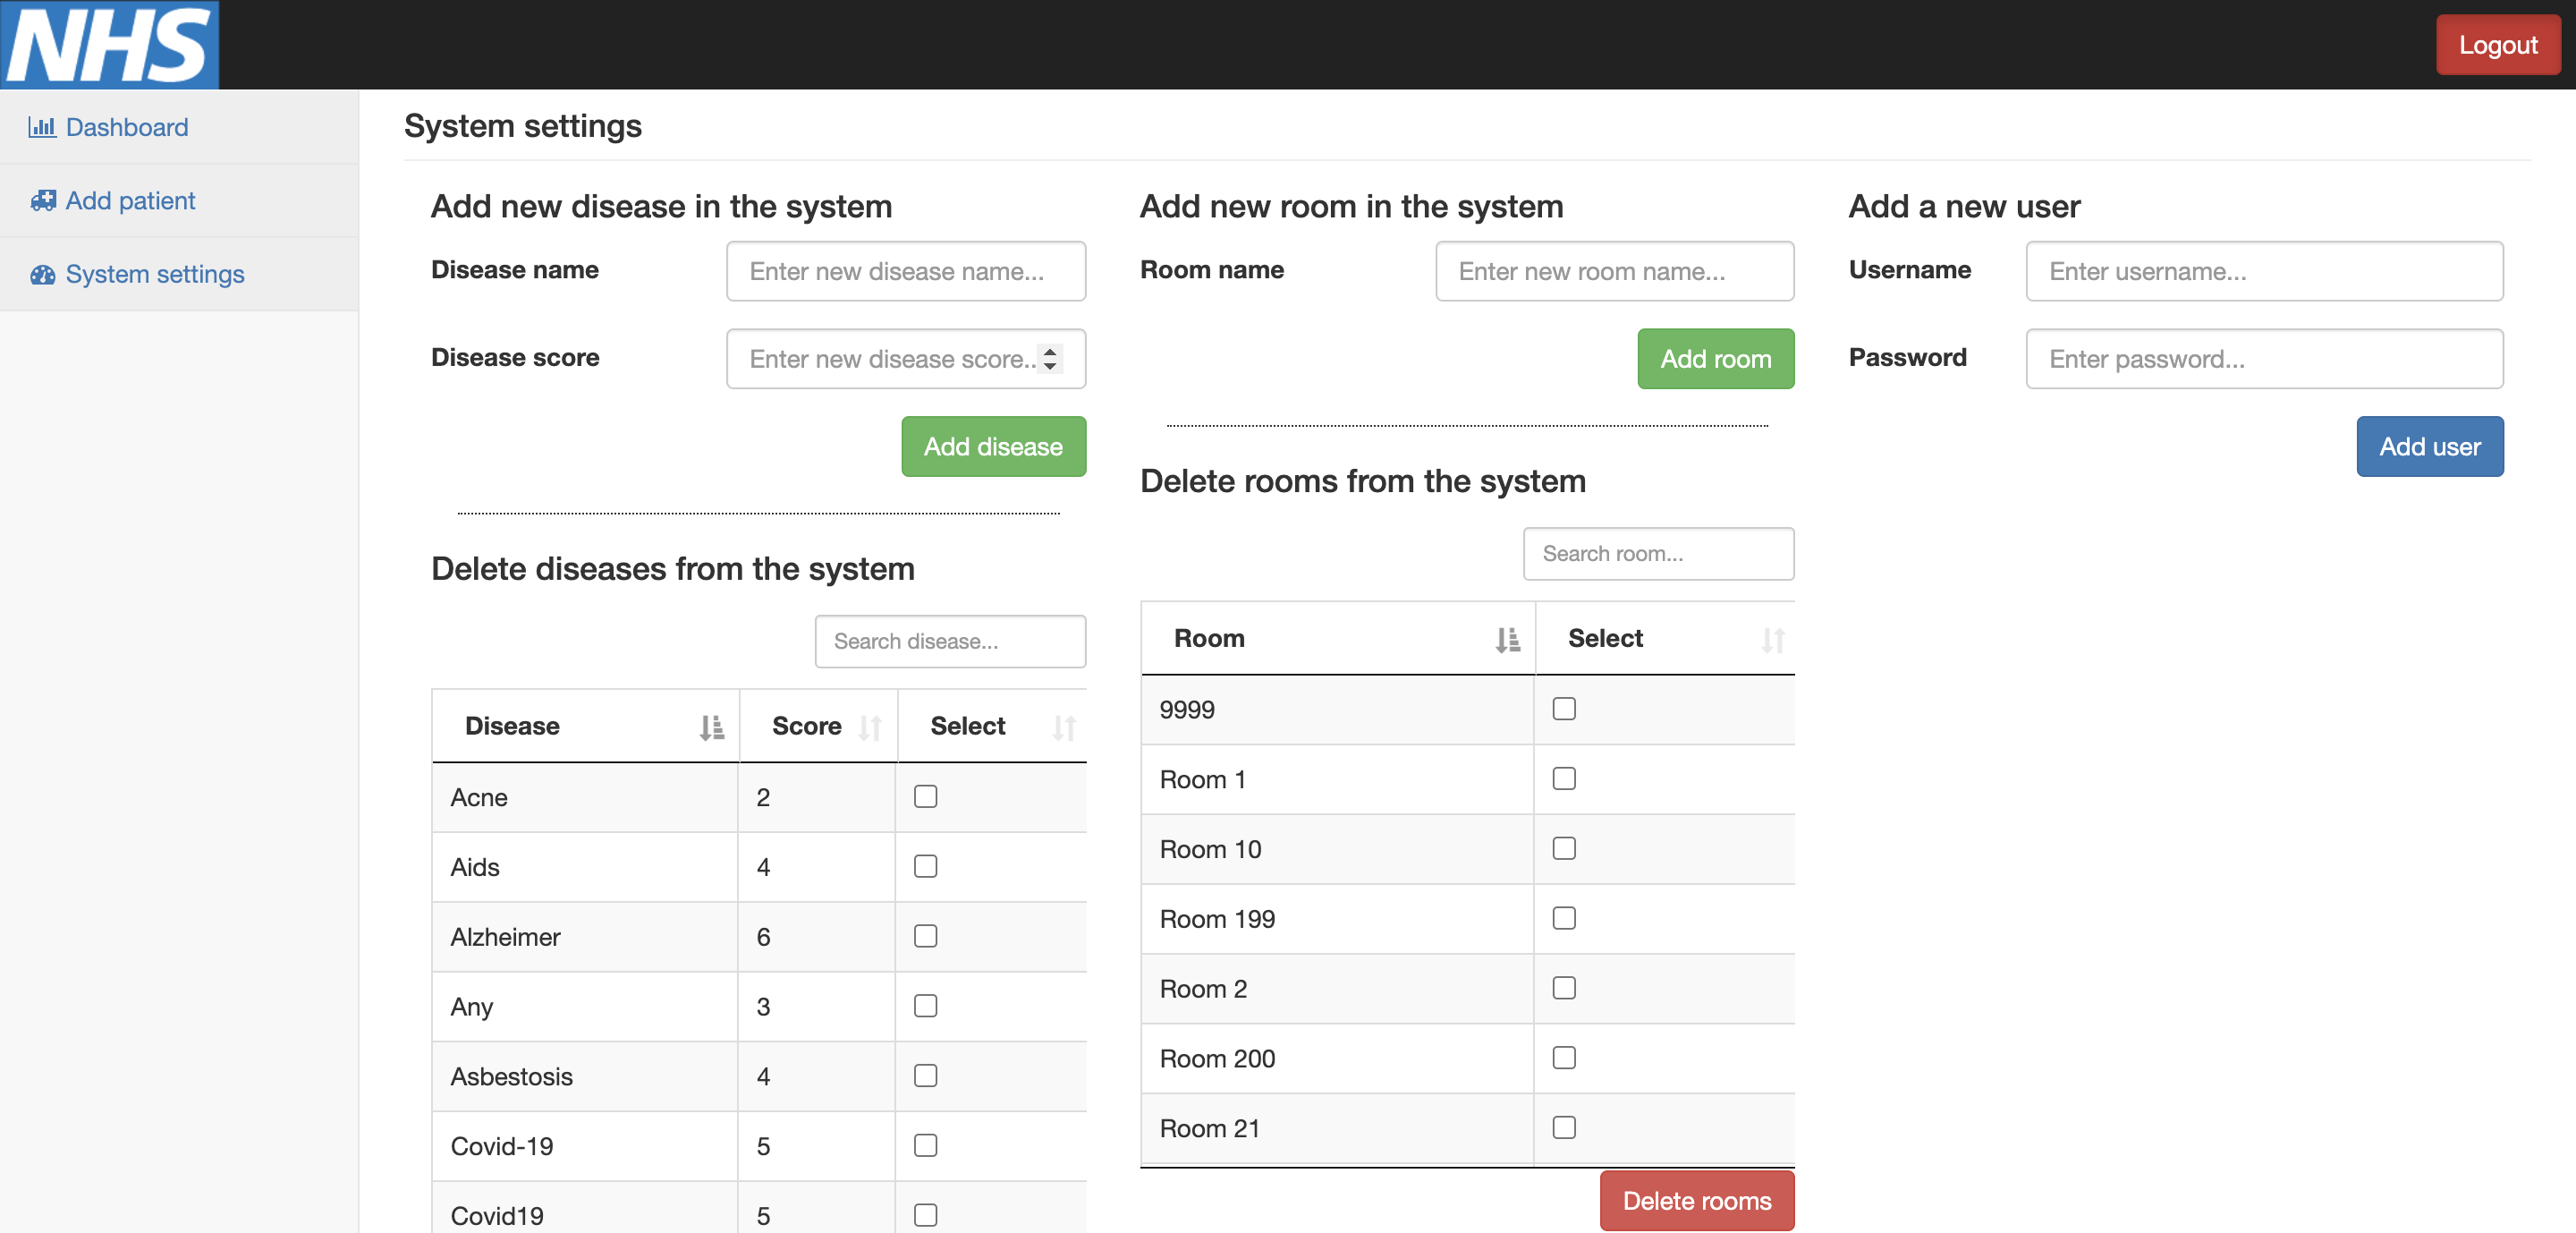 NHS
Logout
Dashboard
Add patient
System settings
System settings
Add new disease in the system
Disease name
Enter new disease name...
Disease score
Enter new disease score..
Add disease
Delete diseases from the system
Search disease...
Disease Score Select
Acne 2
Aids 4
Alzheimer 6
Any 3
Asbestosis 4
Covid-19 5
Covid19 5
Add new room in the system
Room name
Enter new room name...
Add room
Delete rooms from the system
Search room...
Room Select
9999
Room 1
Room 10
Room 199
Room 2
Room 200
Room 21
Delete rooms
Add a new user
Username
Enter username...
Password
Enter password...
Add user